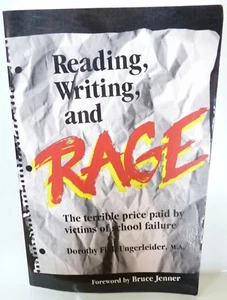 Reading,
Writing,
and
RAGE
The terrible price paid by
victims of school failure
Dorothy Ungerleider, M.A.
Foreword by Bruce Jenner